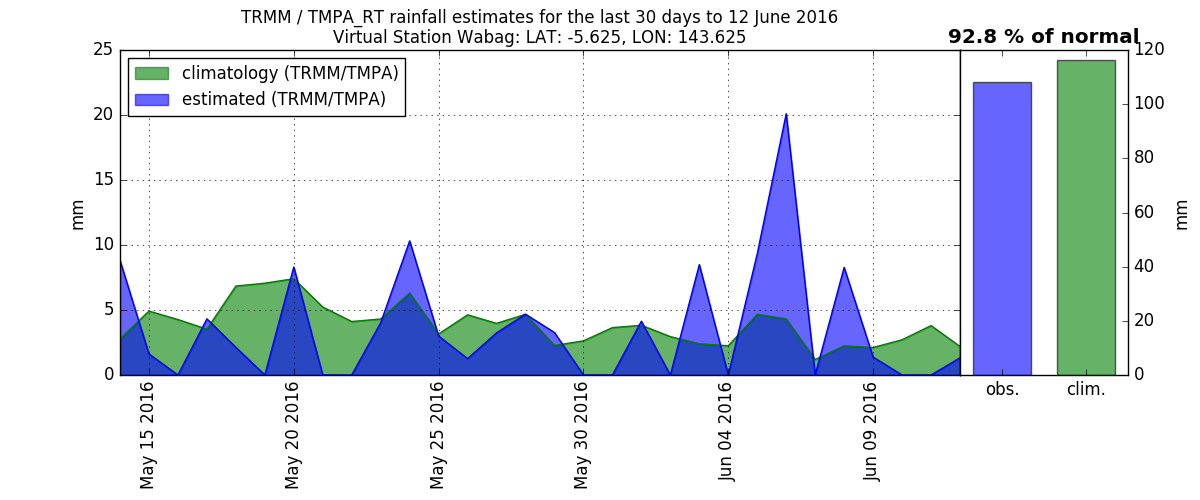 TRMM / TMPA_RT rainfall estimates for the last 30 days to 12 June 2016
Virtual Station Wabag: LAT: -5.625, LON: 143.625
92.8 % of normal
climatology (TRMM/TMPA)
estimated (TRMM/TMPA)
25
20
15
10
5
0
mm
May 15 2016
May 20 2016
May 25 2016
May 30 2016
Jun 04 2016
Jun 09 2016
120
100
80
60
40
20
0
mm
obs.
clim.